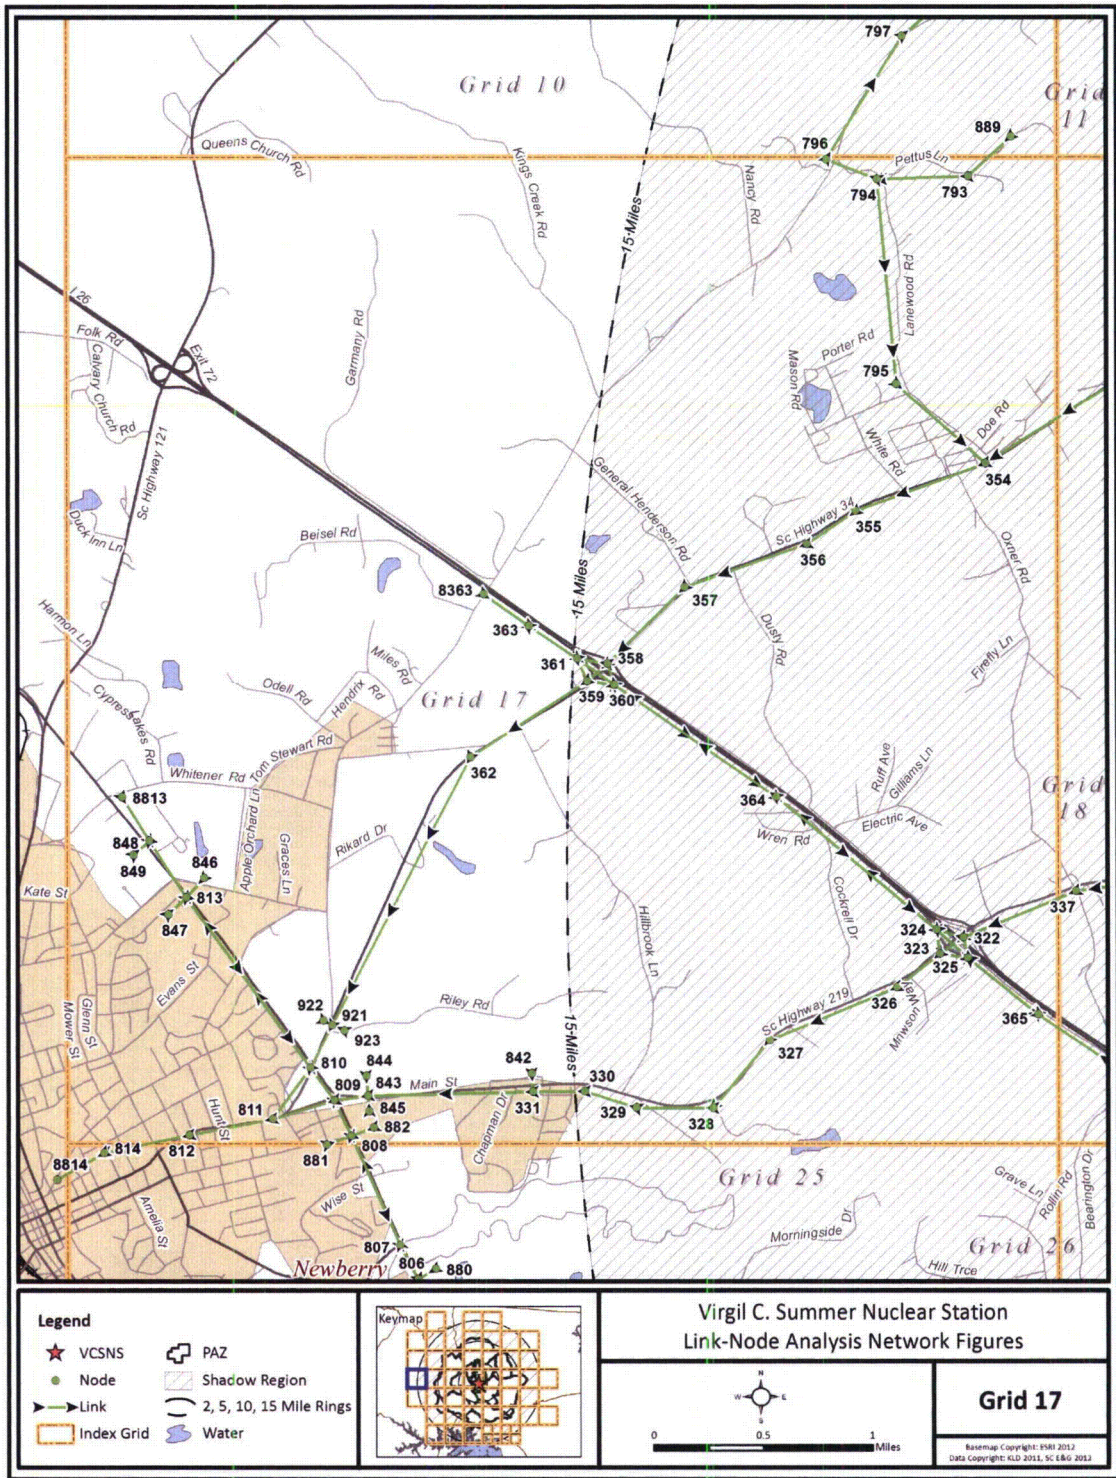 797
Grid 10
Grid
11
889
Queens Church Rd
796
Pettus Ln
Kings Creek Rd
Nancy Rd
794
793
15 Miles
I 26
Lanewood Rd
Folk Rd
Exit 72
Garmany Rd
Porter Rd
Calvary Church Rd
Mason Rd
795
Doe Rd
Sc Highway 121
White Rd
General Henderson Rd
354
Duck Inn Ln
Sc Highway 34
355
Beisel Rd
356
Oxner Rd
8363
15 Miles
357
Harmon Ln
363
Dusty Rd
Firefly Ln
361
358
Miles Rd
Odell Rd
Hendrix Rd
359
360
Cypress Lakes Rd
Grid 17
Tom Stewart Rd
Whitener Rd
362
Ruff Ave
Gilliams Ln
8813
364
Grid
18
Apple Orchard Ln
Electric Ave
848
Rikard Dr
Wren Rd
849
846
Graces Ln
Kate St
813
Cockrell Dr
337
847
Hillbrook Ln
324
322
323
325
Evans St
Glenn St
Mower St
326
Riley Rd
Sc Highway 219
922
921
365
923
15 Miles
327
810
844
842
809
843
Main St
330
811
845
331
329
328
Hunt St
882
Chapman Dr
814
812
881
808
8814
Grid 25
Wise St
Grave Ln
Rollin Rd
Bearington Dr
Amelia St
Morningside Dr
807
Grid 26
806
880
Newberry
Hill Trce
Legend
VCSNS
PAZ
Node
Shadow Region
Link
2, 5, 10, 15 Mile Rings
Index Grid
Water
Keymap
Virgil C. Summer Nuclear Station
Link-Node Analysis Network Figures
N
W
E
S
0
0.5
1
Miles
Grid 17
Basemap Copyright: ESRI 2012
Data Copyright: KLD 2011, SC E&G 2013